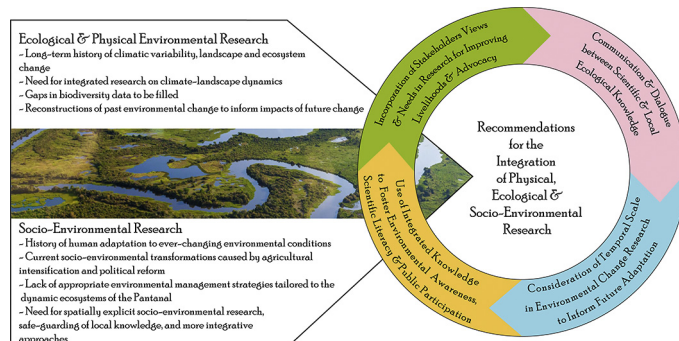 Ecological & Physical Environmental Research
- Long-term history of climatic variability, landscape and ecosystem
change
- Need for integrated research on climate-landscape dynamics
- Gaps in biodiversity data to be filled
- Reconstructions of past environmental change to inform impacts of future change
Socio-Environmental Research
- History of human adaptation to ever-changing environmental conditions
- Current socio-environmental transformations caused by agricultural
intensification and political reform
- Lack of appropriate environmental management strategies tailored to the
dynamic ecosystems of the Pantanal
- Need for spatially explicit socio-environmental research,
safe-guarding of local knowledge, and more integrative
approaches
Incorporation of Stakeholders Views
& Needs in Research for Improving
Livelihoods & Advocacy
Communication & Dialogue
between Scientific & Local
Ecological Knowledge
Consideration of Temporal Scale
in Environmental Change Research
to Inform Future Adaptation
Use of Integrated Knowledge
to Foster Environmental Awareness,
Scientific Literacy & Public Participation
Recommendations
for the
Integration
of Physical,
Ecological &
Socio-Environmental
Research